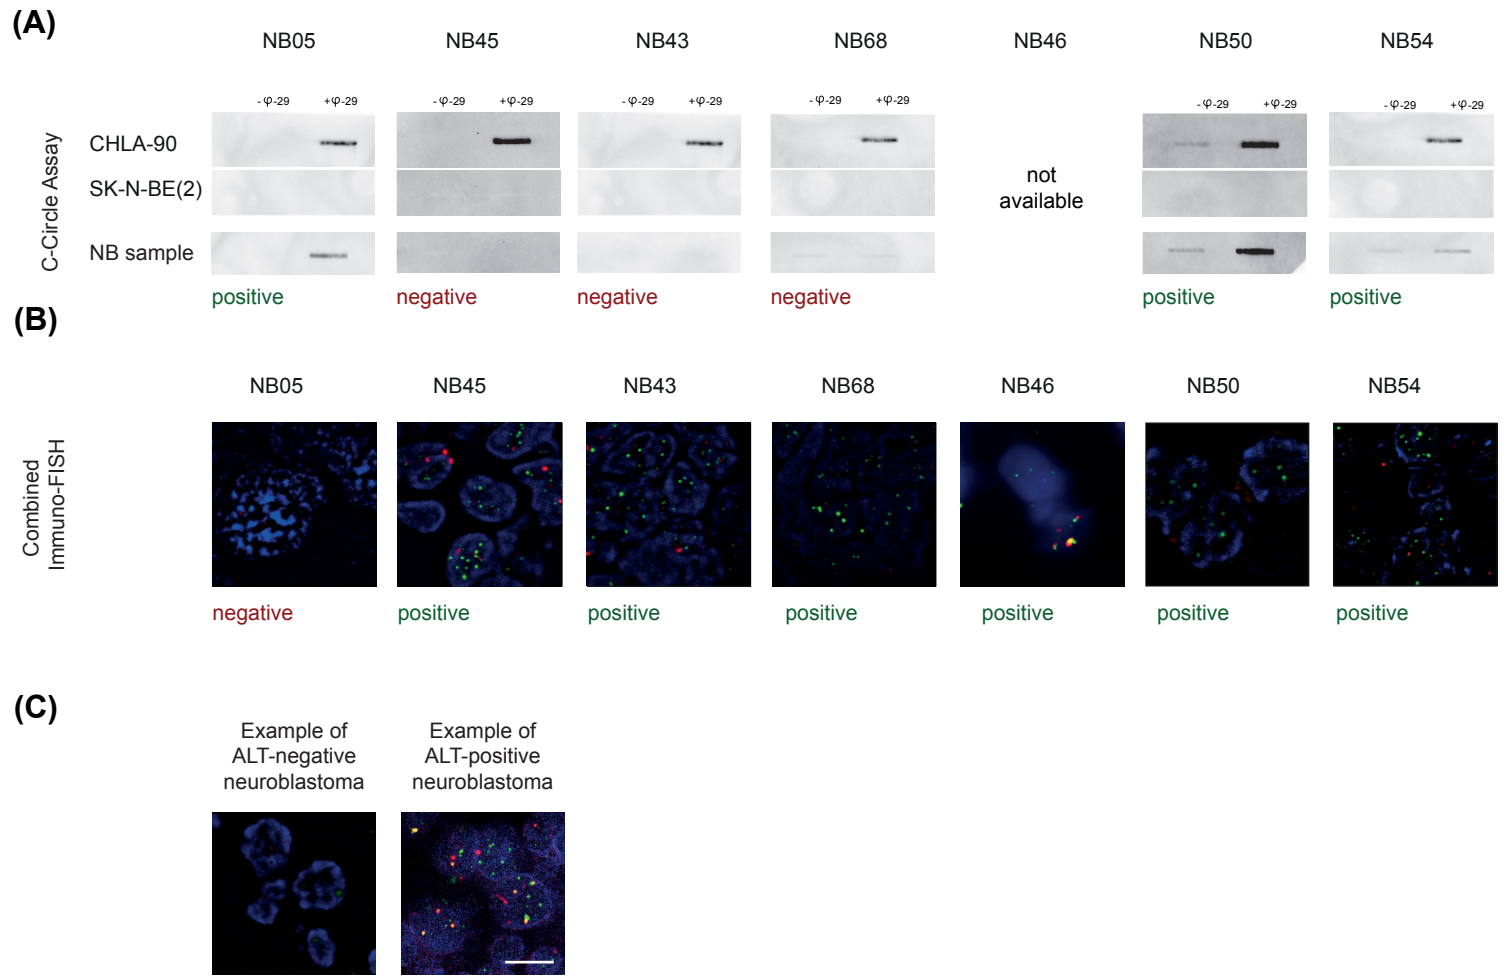 (A)
NB05 NB45 NB43 NB68 NB46 NB50 NB54
-φ-29 +φ-29 -φ-29 +φ-29 -φ-29 +φ-29 -φ-29 +φ-29 -φ-29 +φ-29 -φ-29 +φ-29
C-Circle Assay
CHLA-90
SK-N-BE(2)
NB sample
not
available
positive negative negative negative positive positive
(B)
NB05 NB45 NB43 NB68 NB46 NB50 NB54
Combined
Immuno-FISH
negative positive positive positive positive positive positive
(C)
Example of
ALT-negative
neuroblastoma
Example of
ALT-positive
neuroblastoma